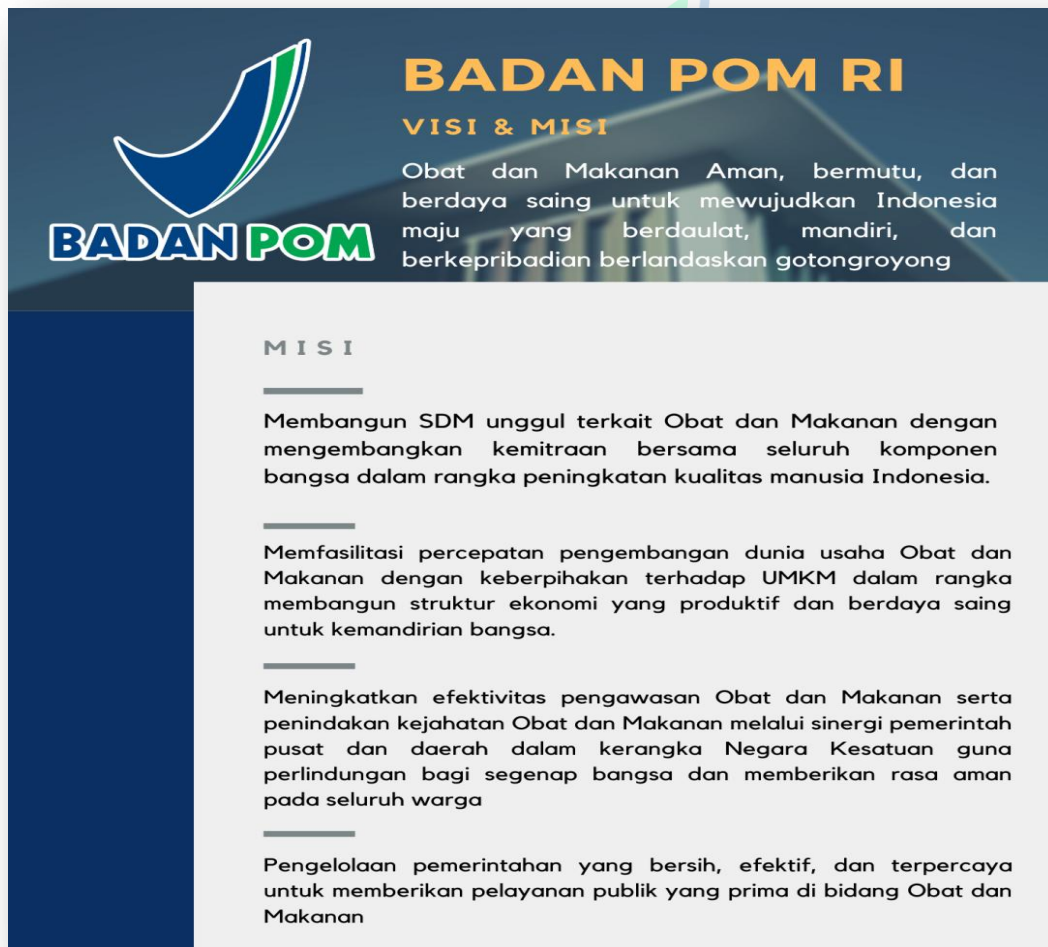 BADAN POM
BADAN POM RI
VISI & MISI
Obat dan Makanan Aman, bermutu, dan
berdaya saing untuk mewujudkan Indonesia
maju yang berdaulat, mandiri, dan
berkepribadian berlandaskan gotongroyong
MISI
Membangun SDM unggul terkait Obat dan Makanan dengan
mengembangkan kemitraan bersama seluruh komponen
bangsa dalam rangka peningkatan kualitas manusia Indonesia.
Memfasilitasi percepatan pengembangan dunia usaha Obat dan
Makanan dengan keberpihakan terhadap UMKM dalam rangka
membangun struktur ekonomi yang produktif dan berdaya saing
untuk kemandirian bangsa.
Meningkatkan efektivitas pengawasan Obat dan Makanan serta
penindakan kejahatan Obat dan Makanan melalui sinergi pemerintah
pusat dan daerah dalam kerangka Negara Kesatuan guna
perlindungan bagi segenap bangsa dan memberikan rasa aman
pada seluruh warga
Pengelolaan pemerintahan yang bersih, efektif, dan terpercaya
untuk memberikan pelayanan publik yang prima di bidang Obat dan
Makanan